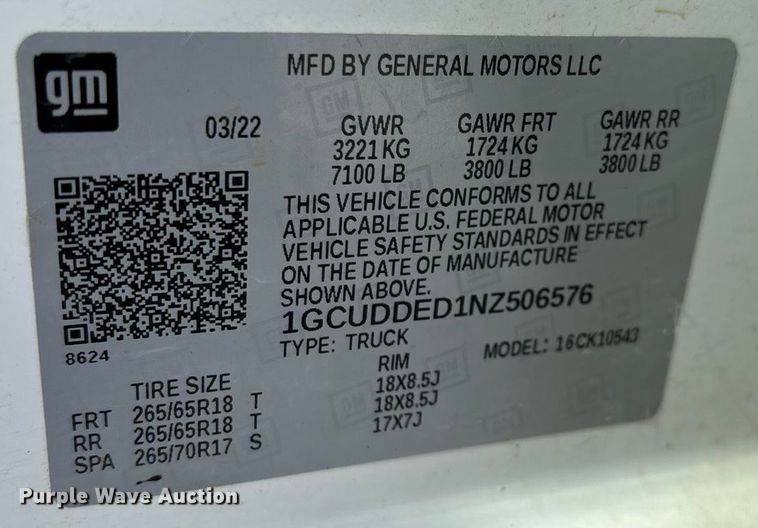 gm
MFD BY GENERAL MOTORS LLC
03/22 GVWR GAWR FRT GAWR RR
3221 KG 1724 KG 1724 KG
7100 LB 3800 LB 3800 LB
THIS VEHICLE CONFORMS TO ALL
APPLICABLE U.S. FEDERAL MOTOR
VEHICLE SAFETY STANDARDS IN EFFECT
ON THE DATE OF MANUFACTURE
SHOWN ABOVE.
1GCUDDED1NZ506576
TYPE: TRUCK MODEL: 16CK10543
8624
TIRE SIZE RIM
FRT 265/65R18 T 18X8.5J
RR 265/65R18 T 18X8.5J
SPA 265/70R17 S 17X7J
Purple Wave Auction